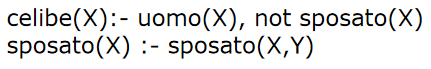 celibe(X):- uomo(X), not sposato(X)
sposato(X) :- sposato(X,Y)